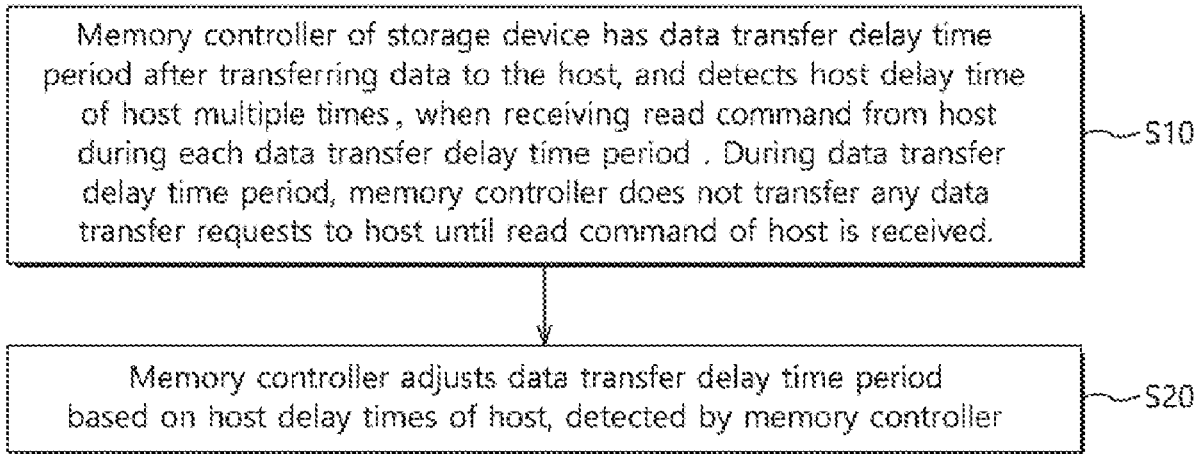 Memory controller of storage device has data transfer delay time
period after transferring data to the host, and detects host delay time
of host multiple times, when receiving read command from host
during each data transfer delay time period . During data transfer
delay time period, memory controller does not transfer any data
transfer requests to host until read command of host is received.
S10
Memory controller adjusts data transfer delay time period
based on host delay times of host, detected by memory controller
S20